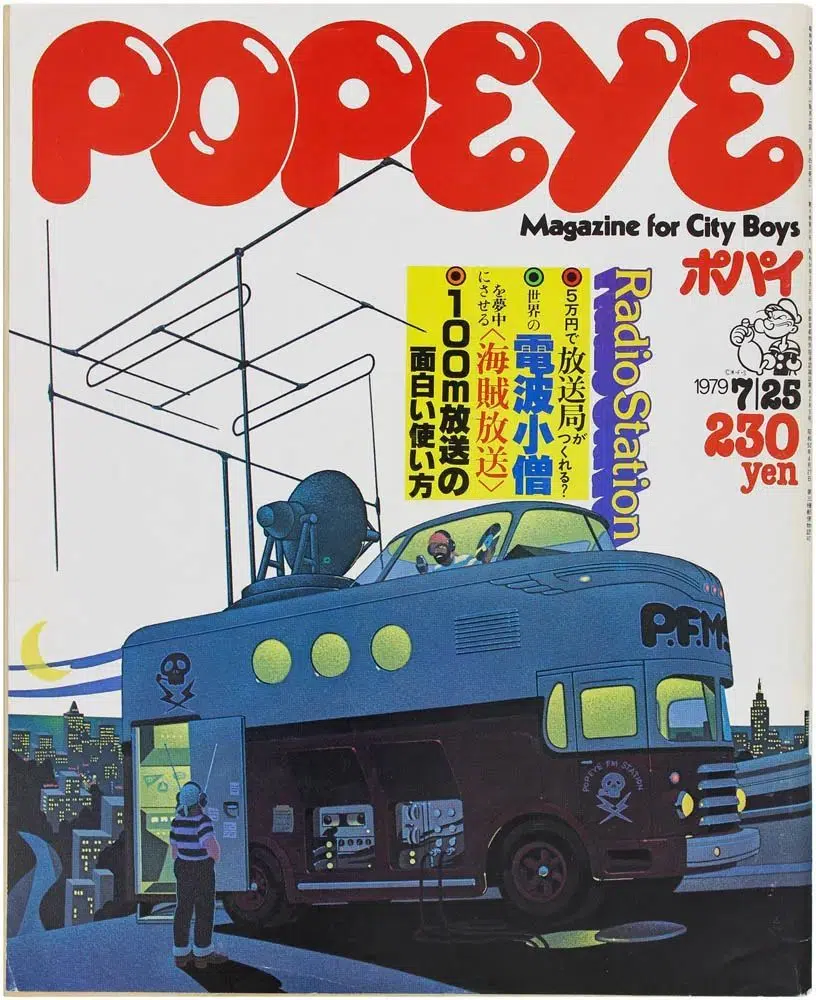 POPEYE
Magazine for City Boys
ポパイ
©K.F.S
1979 7|25
230
yen
Radio Station
5万円で放送局がつくれる?
世界の電波小僧
を夢中にさせる〈海賊放送〉
100m放送の面白い使い方
P.F.MS
POPEYE FM STATION